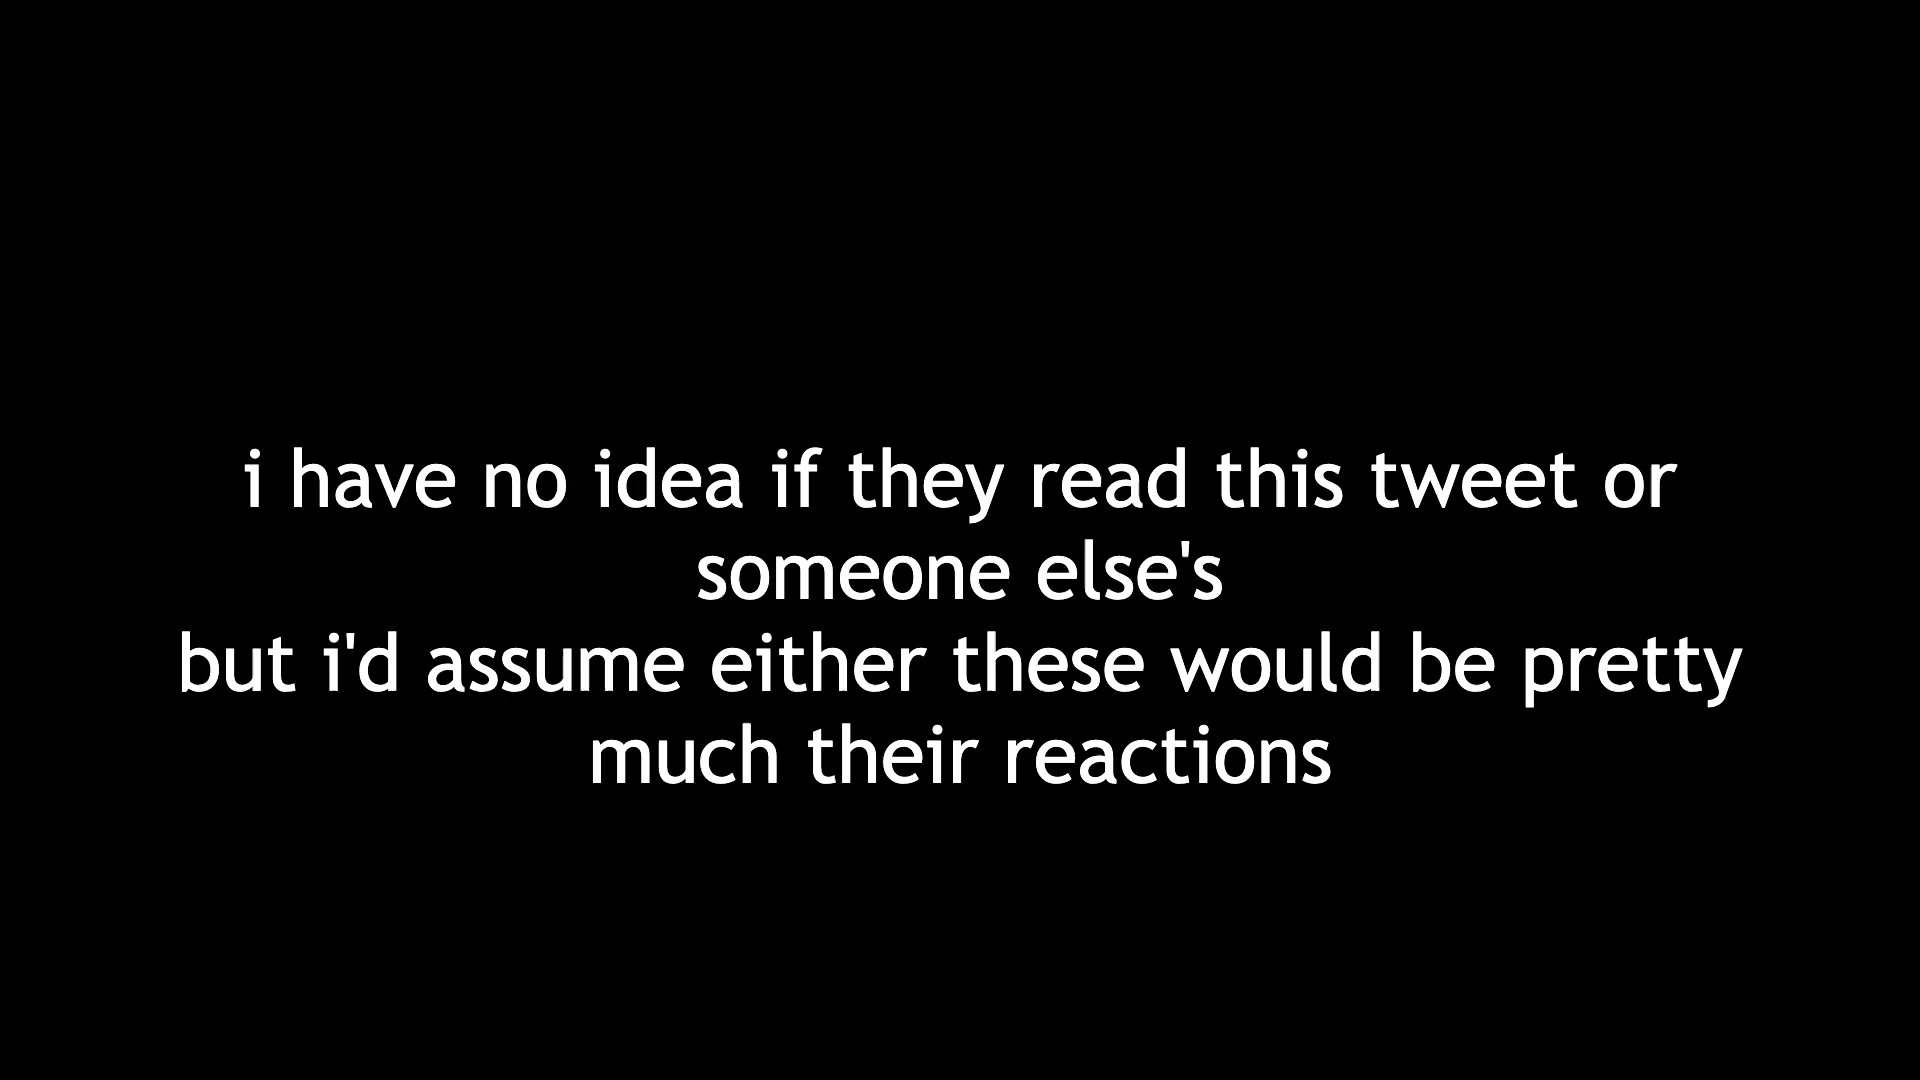 i have no idea if they read this tweet or
someone else's
but i'd assume either these would be pretty
much their reactions